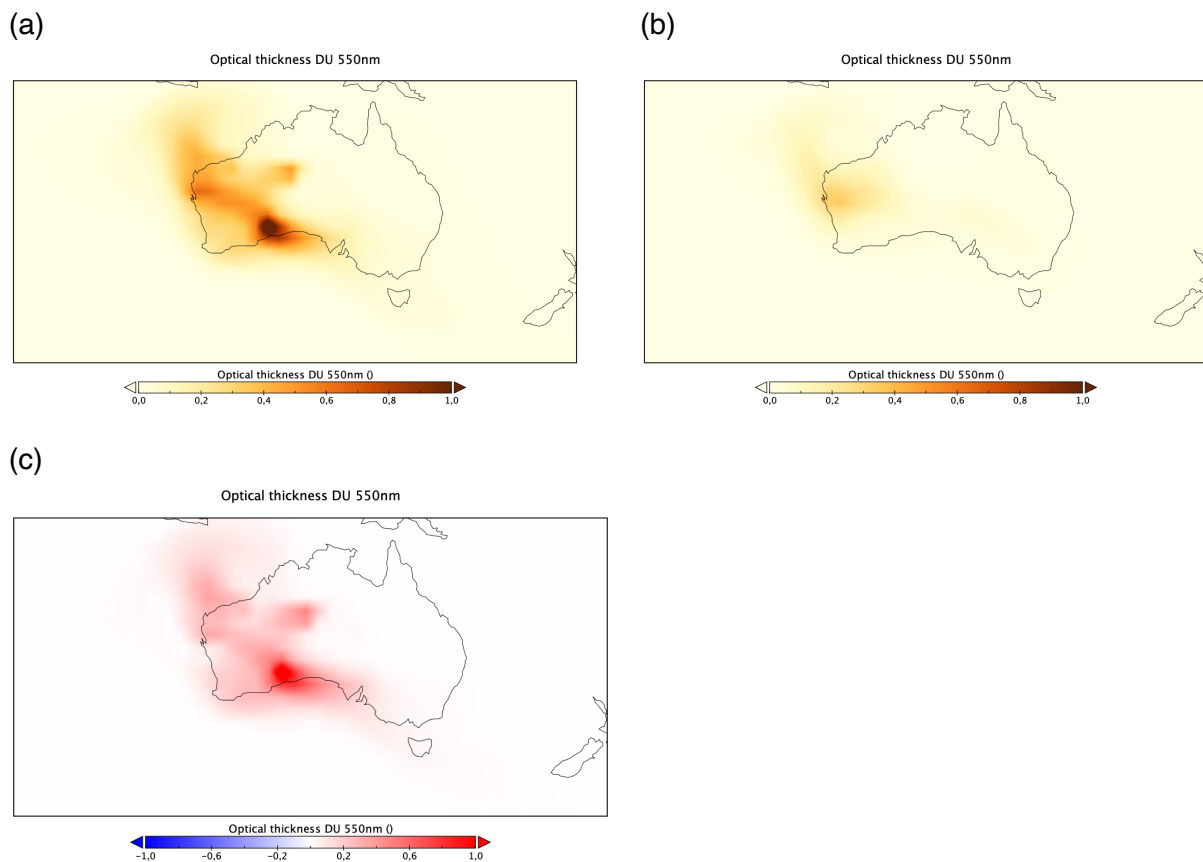 (a)
Optical thickness DU 550nm
Optical thickness DU 550nm ()
0,0 0,2 0,4 0,6 0,8 1,0
(b)
Optical thickness DU 550nm
Optical thickness DU 550nm ()
0,0 0,2 0,4 0,6 0,8 1,0
(c)
Optical thickness DU 550nm
Optical thickness DU 550nm ()
−1,0 −0,6 −0,2 0,2 0,6 1,0